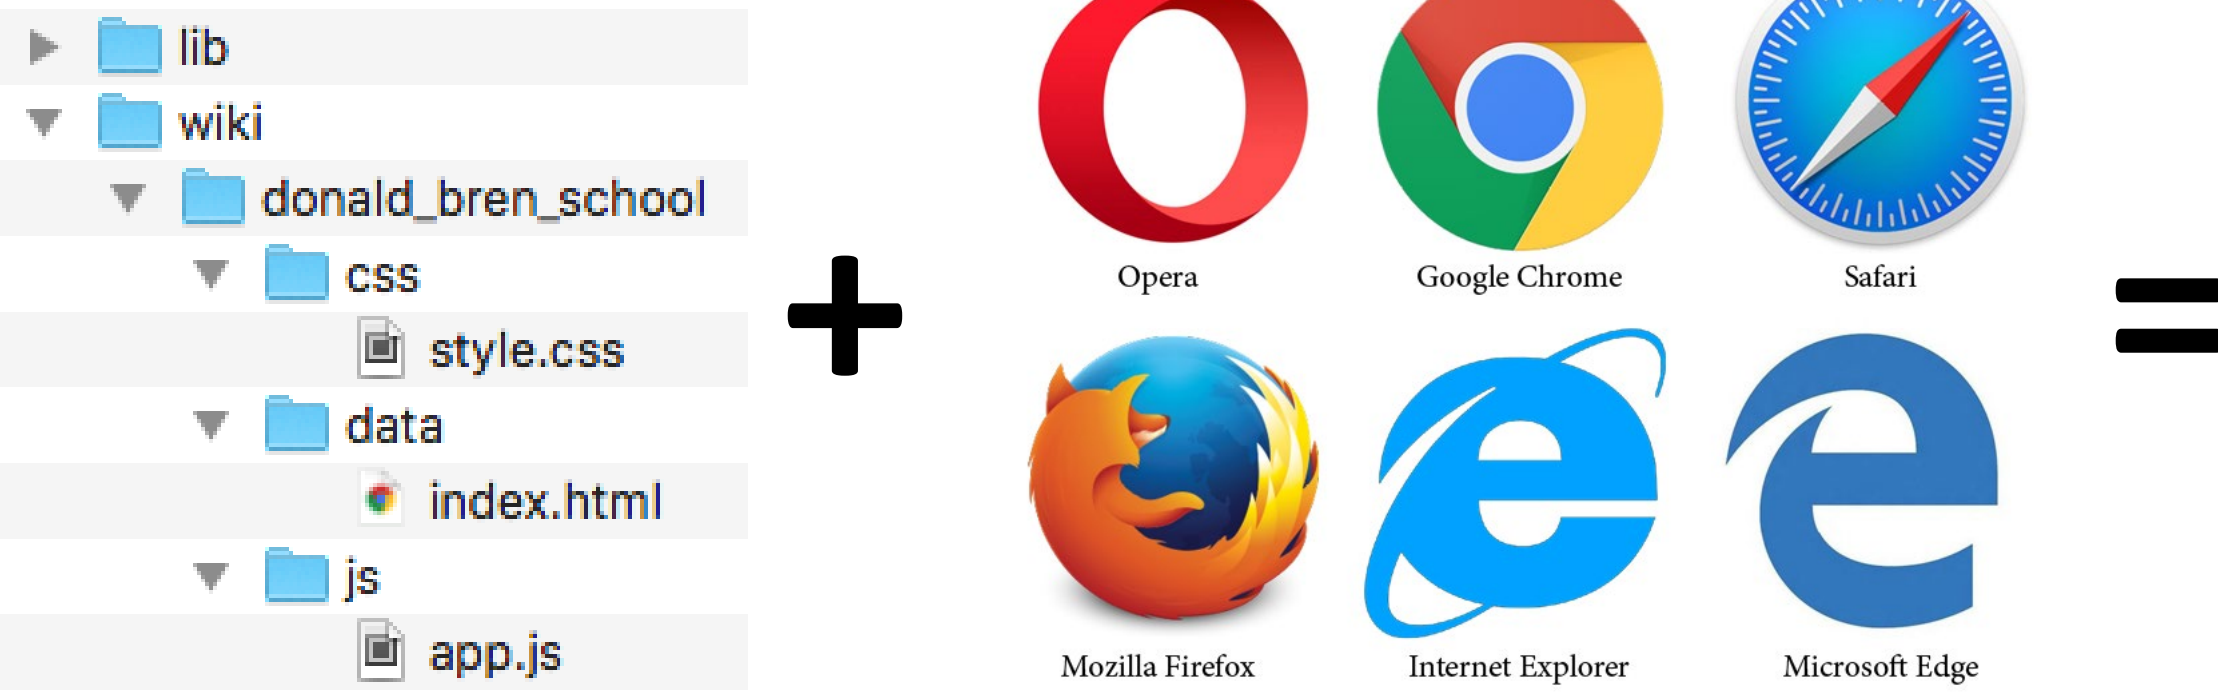 lib
wiki
donald_bren_school
css
style.css
data
index.html
js
app.js
+
Opera
Google Chrome
Safari
Mozilla Firefox
Internet Explorer
Microsoft Edge
=